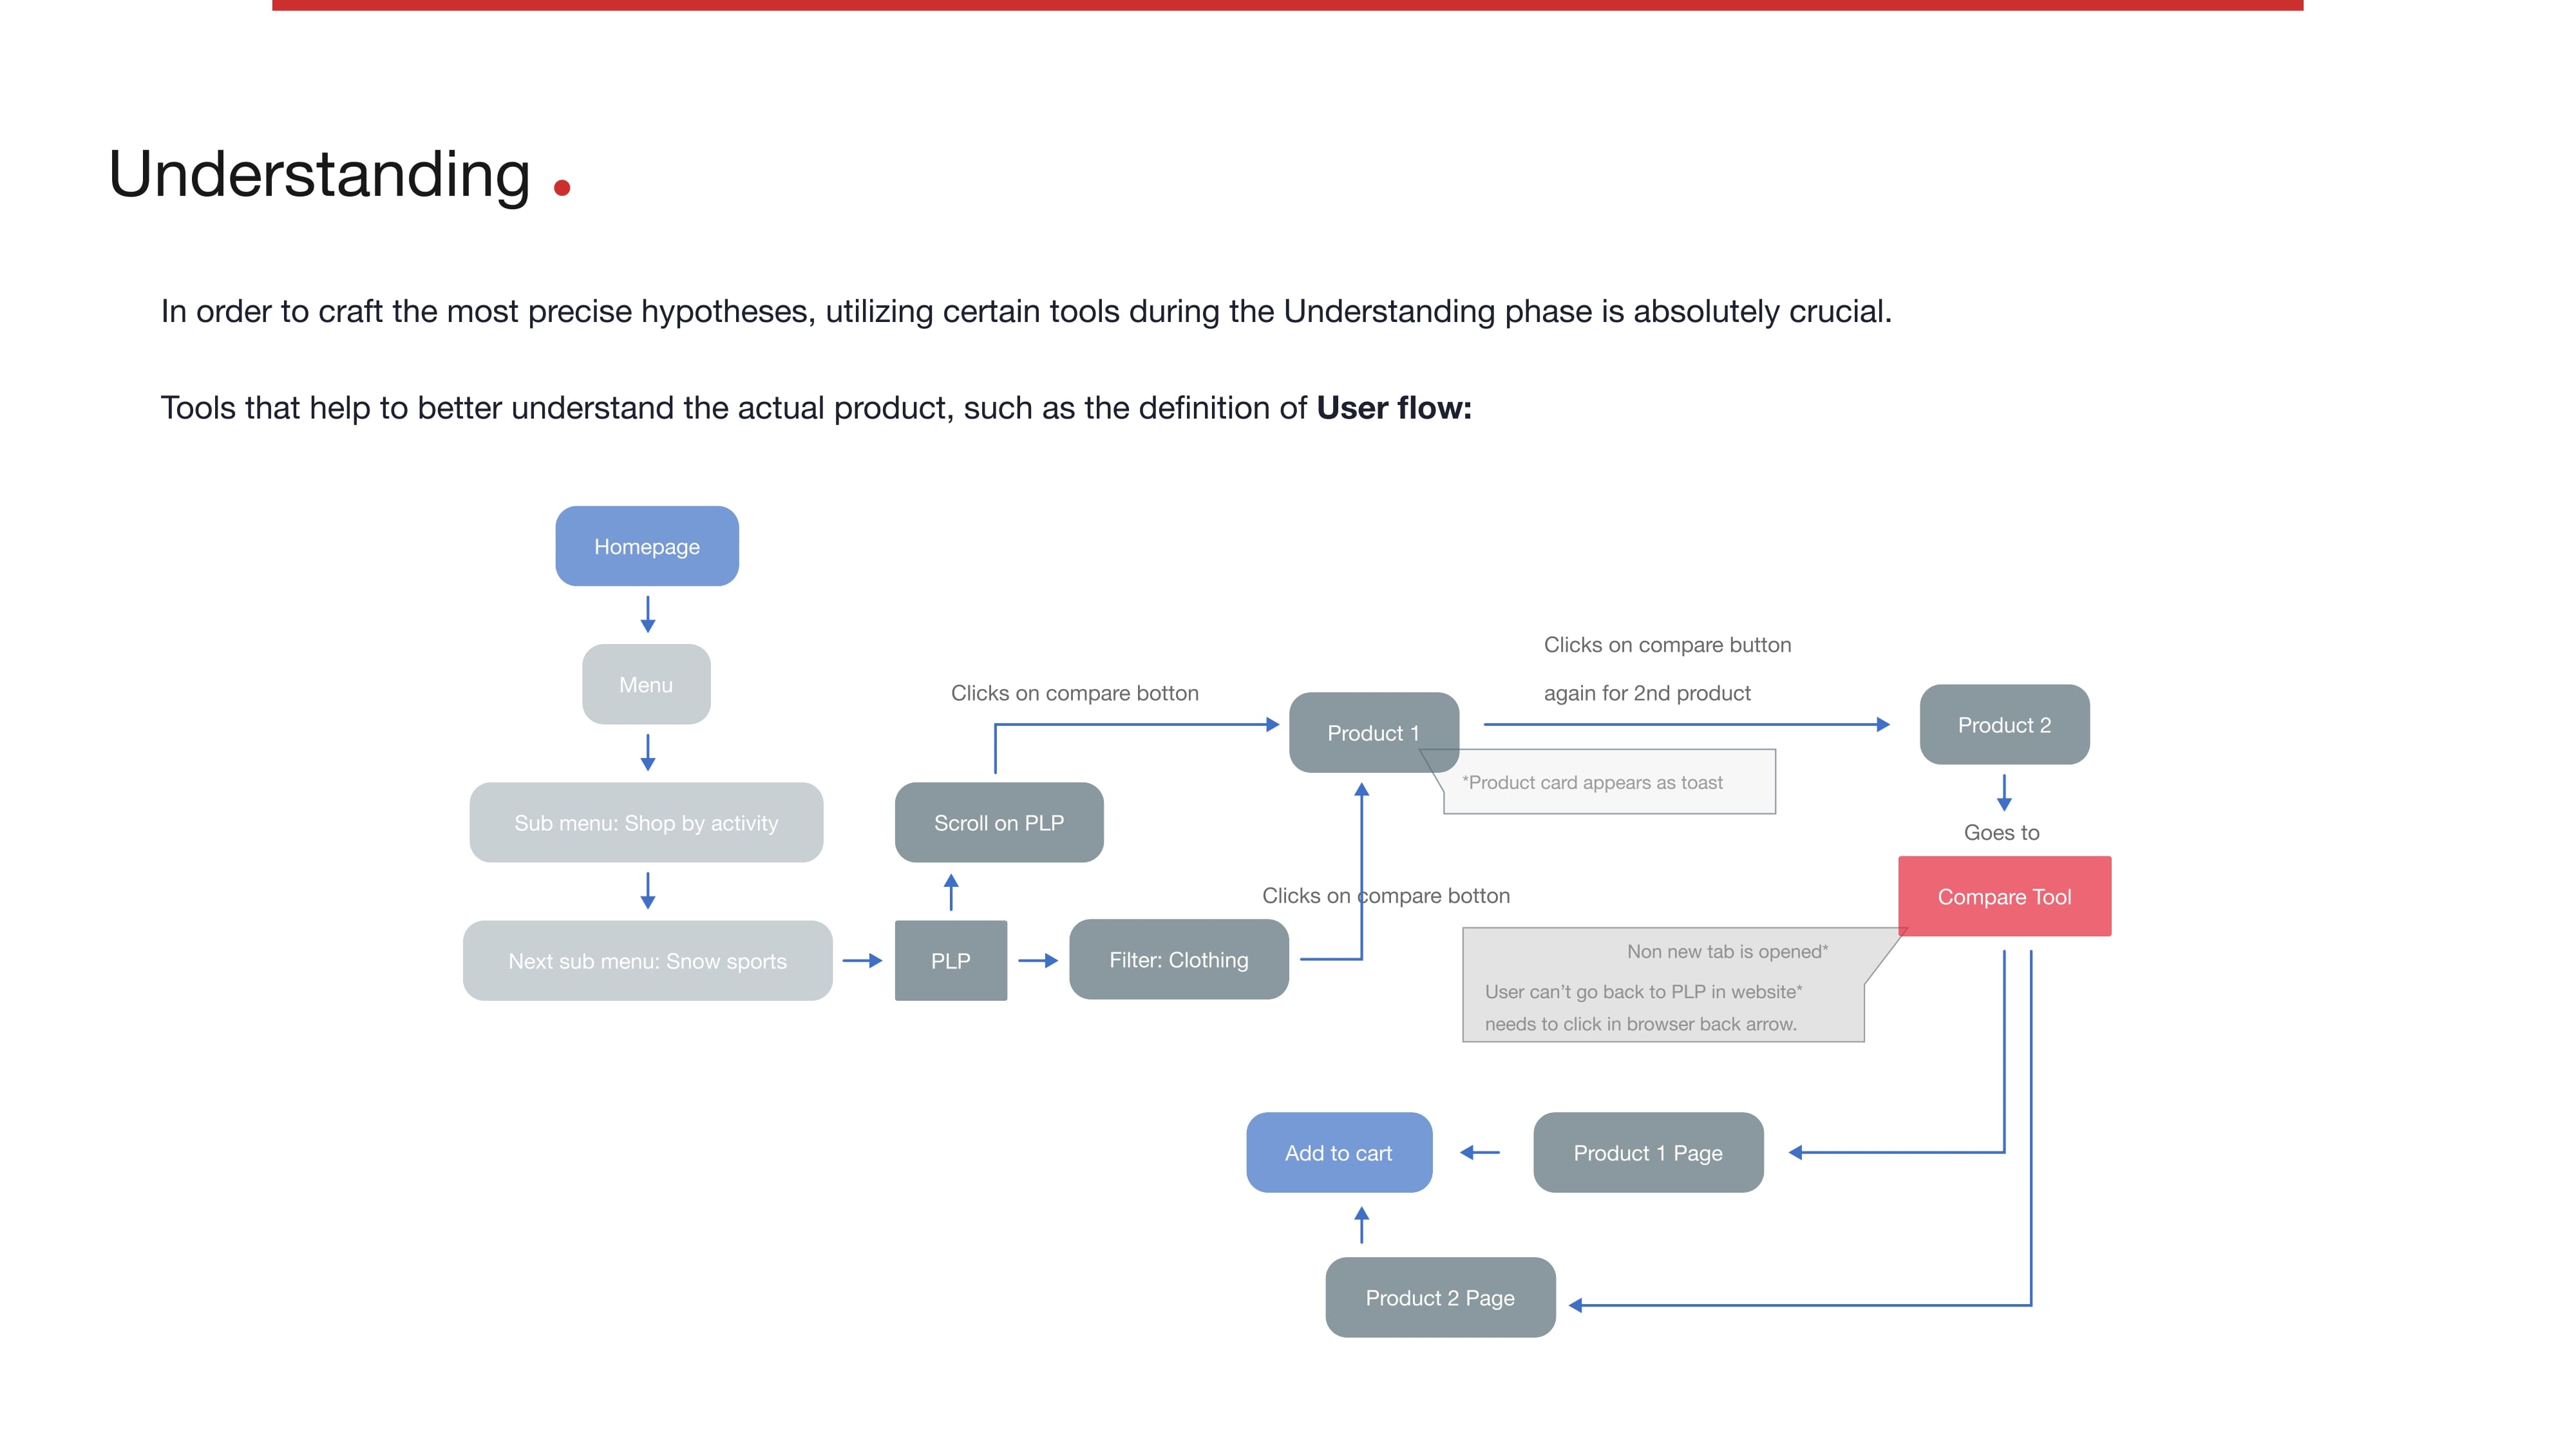 Understanding .
In order to craft the most precise hypotheses, utilizing certain tools during the Understanding phase is absolutely crucial.
Tools that help to better understand the actual product, such as the definition of User flow:
Homepage
Menu
Sub menu: Shop by activity
Next sub menu: Snow sports
PLP
Scroll on PLP
Filter: Clothing
Clicks on compare botton
Clicks on compare botton
Product 1
*Product card appears as toast
Clicks on compare button
again for 2nd product
Product 2
Goes to
Compare Tool
Non new tab is opened*
User can’t go back to PLP in website*
needs to click in browser back arrow.
Product 1 Page
Add to cart
Product 2 Page